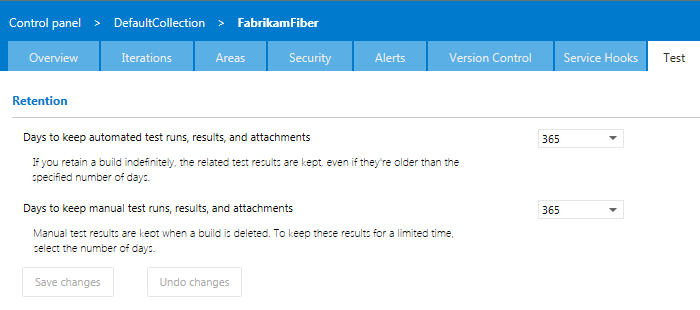 Control panel > DefaultCollection > FabrikamFiber
Overview Iterations Areas Security Alerts Version Control Service Hooks Test
Retention
Days to keep automated test runs, results, and attachments 365
If you retain a build indefinitely, the related test results are kept, even if they're older than the
specified number of days.
Days to keep manual test runs, results, and attachments 365
Manual test results are kept when a build is deleted. To keep these results for a limited time,
select the number of days.
Save changes Undo changes